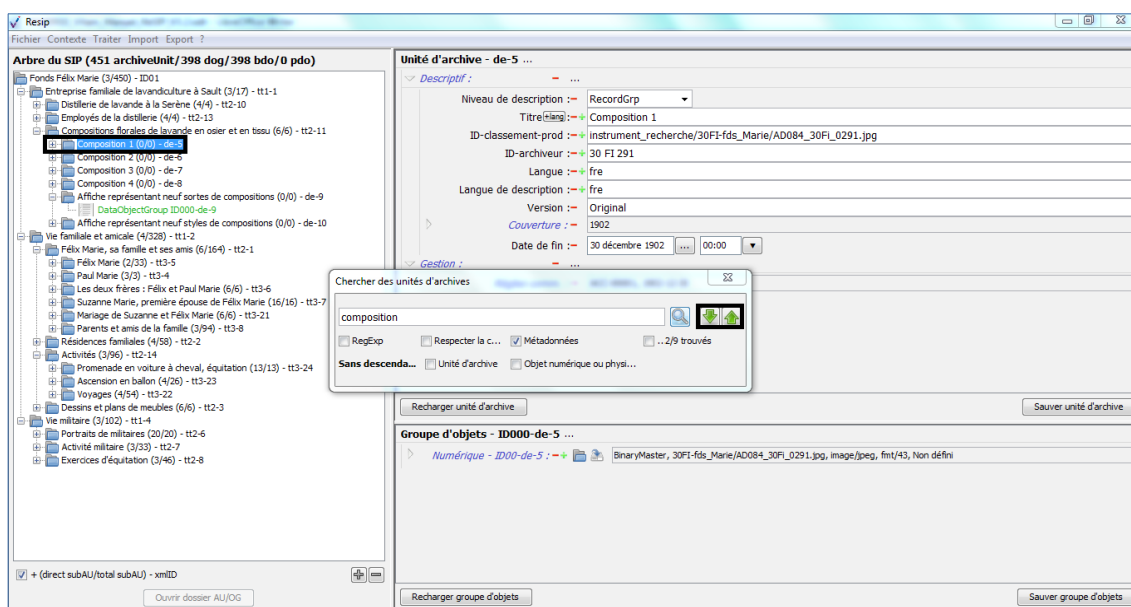 Resip
Fichier Contexte Traiter Import Export ?
Arbre du SIP (451 archiveUnit/398 dog/398 bdo/0 pdo)
Fonds Félix Marie (3/450) - ID01
Entreprise familiale de lavandiculture à Sault (3/17) - tt1-1
Distillerie de lavande à la Serène (4/4) - tt2-10
Employés de la distillerie (4/4) - tt2-13
Compositions florales de lavande en osier et en tissu (6/6) - tt2-11
Composition 1 (0/0) - de-5
Composition 2 (0/0) - de-6
Composition 3 (0/0) - de-7
Composition 4 (0/0) - de-8
Affiche représentant neuf sortes de compositions (0/0) - de-9
DataObjectGroup ID000-de-9
Affiche représentant neuf styles de compositions (0/0) - de-10
Vie familiale et amicale (4/328) - tt1-2
Félix Marie, sa famille et ses amis (6/164) - tt2-1
Félix Marie (2/33) - tt3-5
Paul Marie (3/3) - tt3-4
Les deux frères : Félix et Paul Marie (6/6) - tt3-6
Suzanne Marie, première épouse de Félix Marie (16/16) - tt3-7
Mariage de Suzanne et Félix Marie (6/6) - tt3-21
Parents et amis de la famille (3/94) - tt3-8
Résidences familiales (4/58) - tt2-2
Activités (3/96) - tt2-14
Promenade en voiture à cheval, équitation (13/13) - tt3-24
Ascension en ballon (4/26) - tt3-23
Voyages (4/54) - tt3-22
Dessins et plans de meubles (6/6) - tt2-3
Vie militaire (3/102) - tt1-4
Portraits de militaires (20/20) - tt2-6
Activité militaire (3/33) - tt2-7
Exercices d'équitation (3/46) - tt2-8
+ (direct subAU/total subAU) - xmlID
Ouvrir dossier AU/OG
Unité d'archive - de-5 ...
Descriptif : ...
Niveau de description : RecordGrp
Titre +lang : Composition 1
ID-classement-prod : instrument_recherche/30FI-fds_Marie/AD084_30Fi_0291.jpg
ID-archiveur : 30 FI 291
Langue : fre
Langue de description : fre
Version : Original
Couverture : 1902
Date de fin : 30 décembre 1902 ... 00:00
Gestion : ...
Chercher des unités d'archives
composition
RegExp Respecter la c... Métadonnées ..2/9 trouvés
Sans descenda... Unité d'archive Objet numérique ou physi...
Recharger unité d'archive Sauver unité d'archive
Groupe d'objets - ID000-de-5 ...
Numérique - ID00-de-5 : BinaryMaster, 30FI-fds_Marie/AD084_30Fi_0291.jpg, image/jpeg, fmt/43, Non défini
Recharger groupe d'objets Sauver groupe d'objets